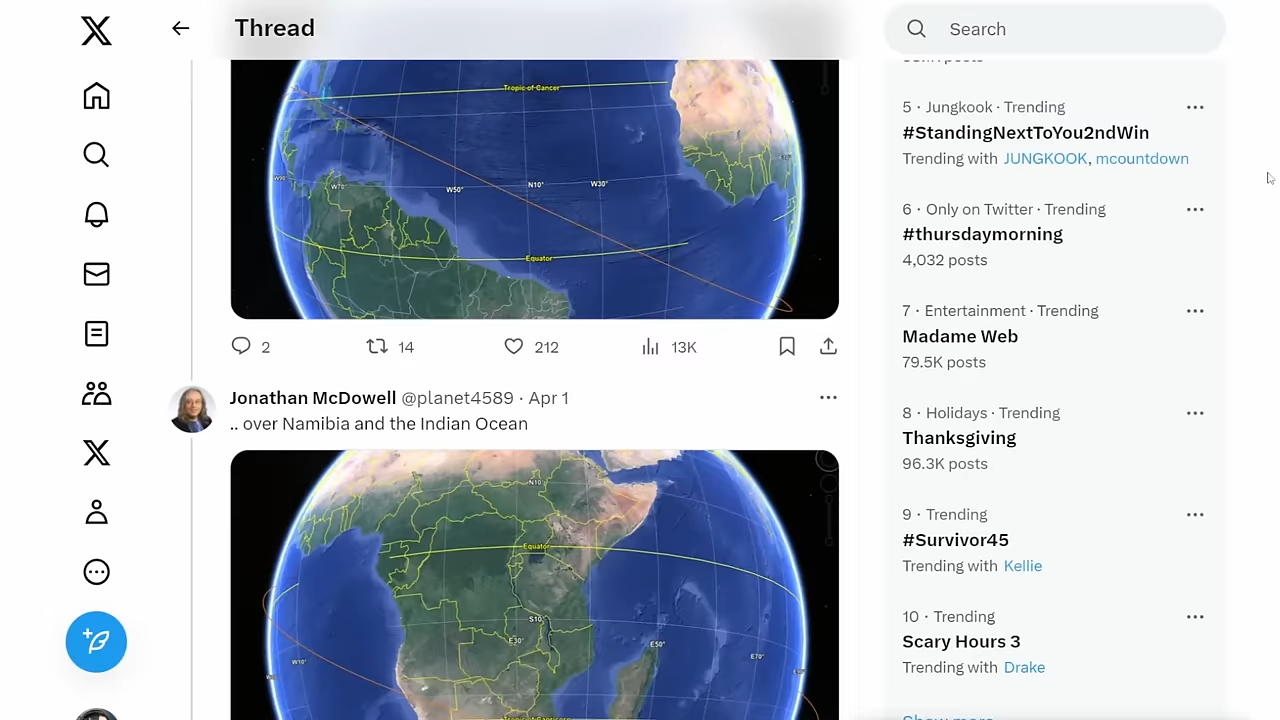 Thread
Search
5 · Jungkook · Trending
#StandingNextToYou2ndWin
Trending with JUNGKOOK, mcountdown
6 · Only on Twitter · Trending
#thursdaymorning
4,032 posts
7 · Entertainment · Trending
Madame Web
79.5K posts
8 · Holidays · Trending
Thanksgiving
96.3K posts
9 · Trending
#Survivor45
Trending with Kellie
10 · Trending
Scary Hours 3
Trending with Drake
Tropic of Cancer
W90°
W70°
W50°
N10°
W30°
Equator
2
14
212
13K
Jonathan McDowell @planet4589 · Apr 1
.. over Namibia and the Indian Ocean
N10°
Equator
S10°
E30°
E50°
W10°
E70°